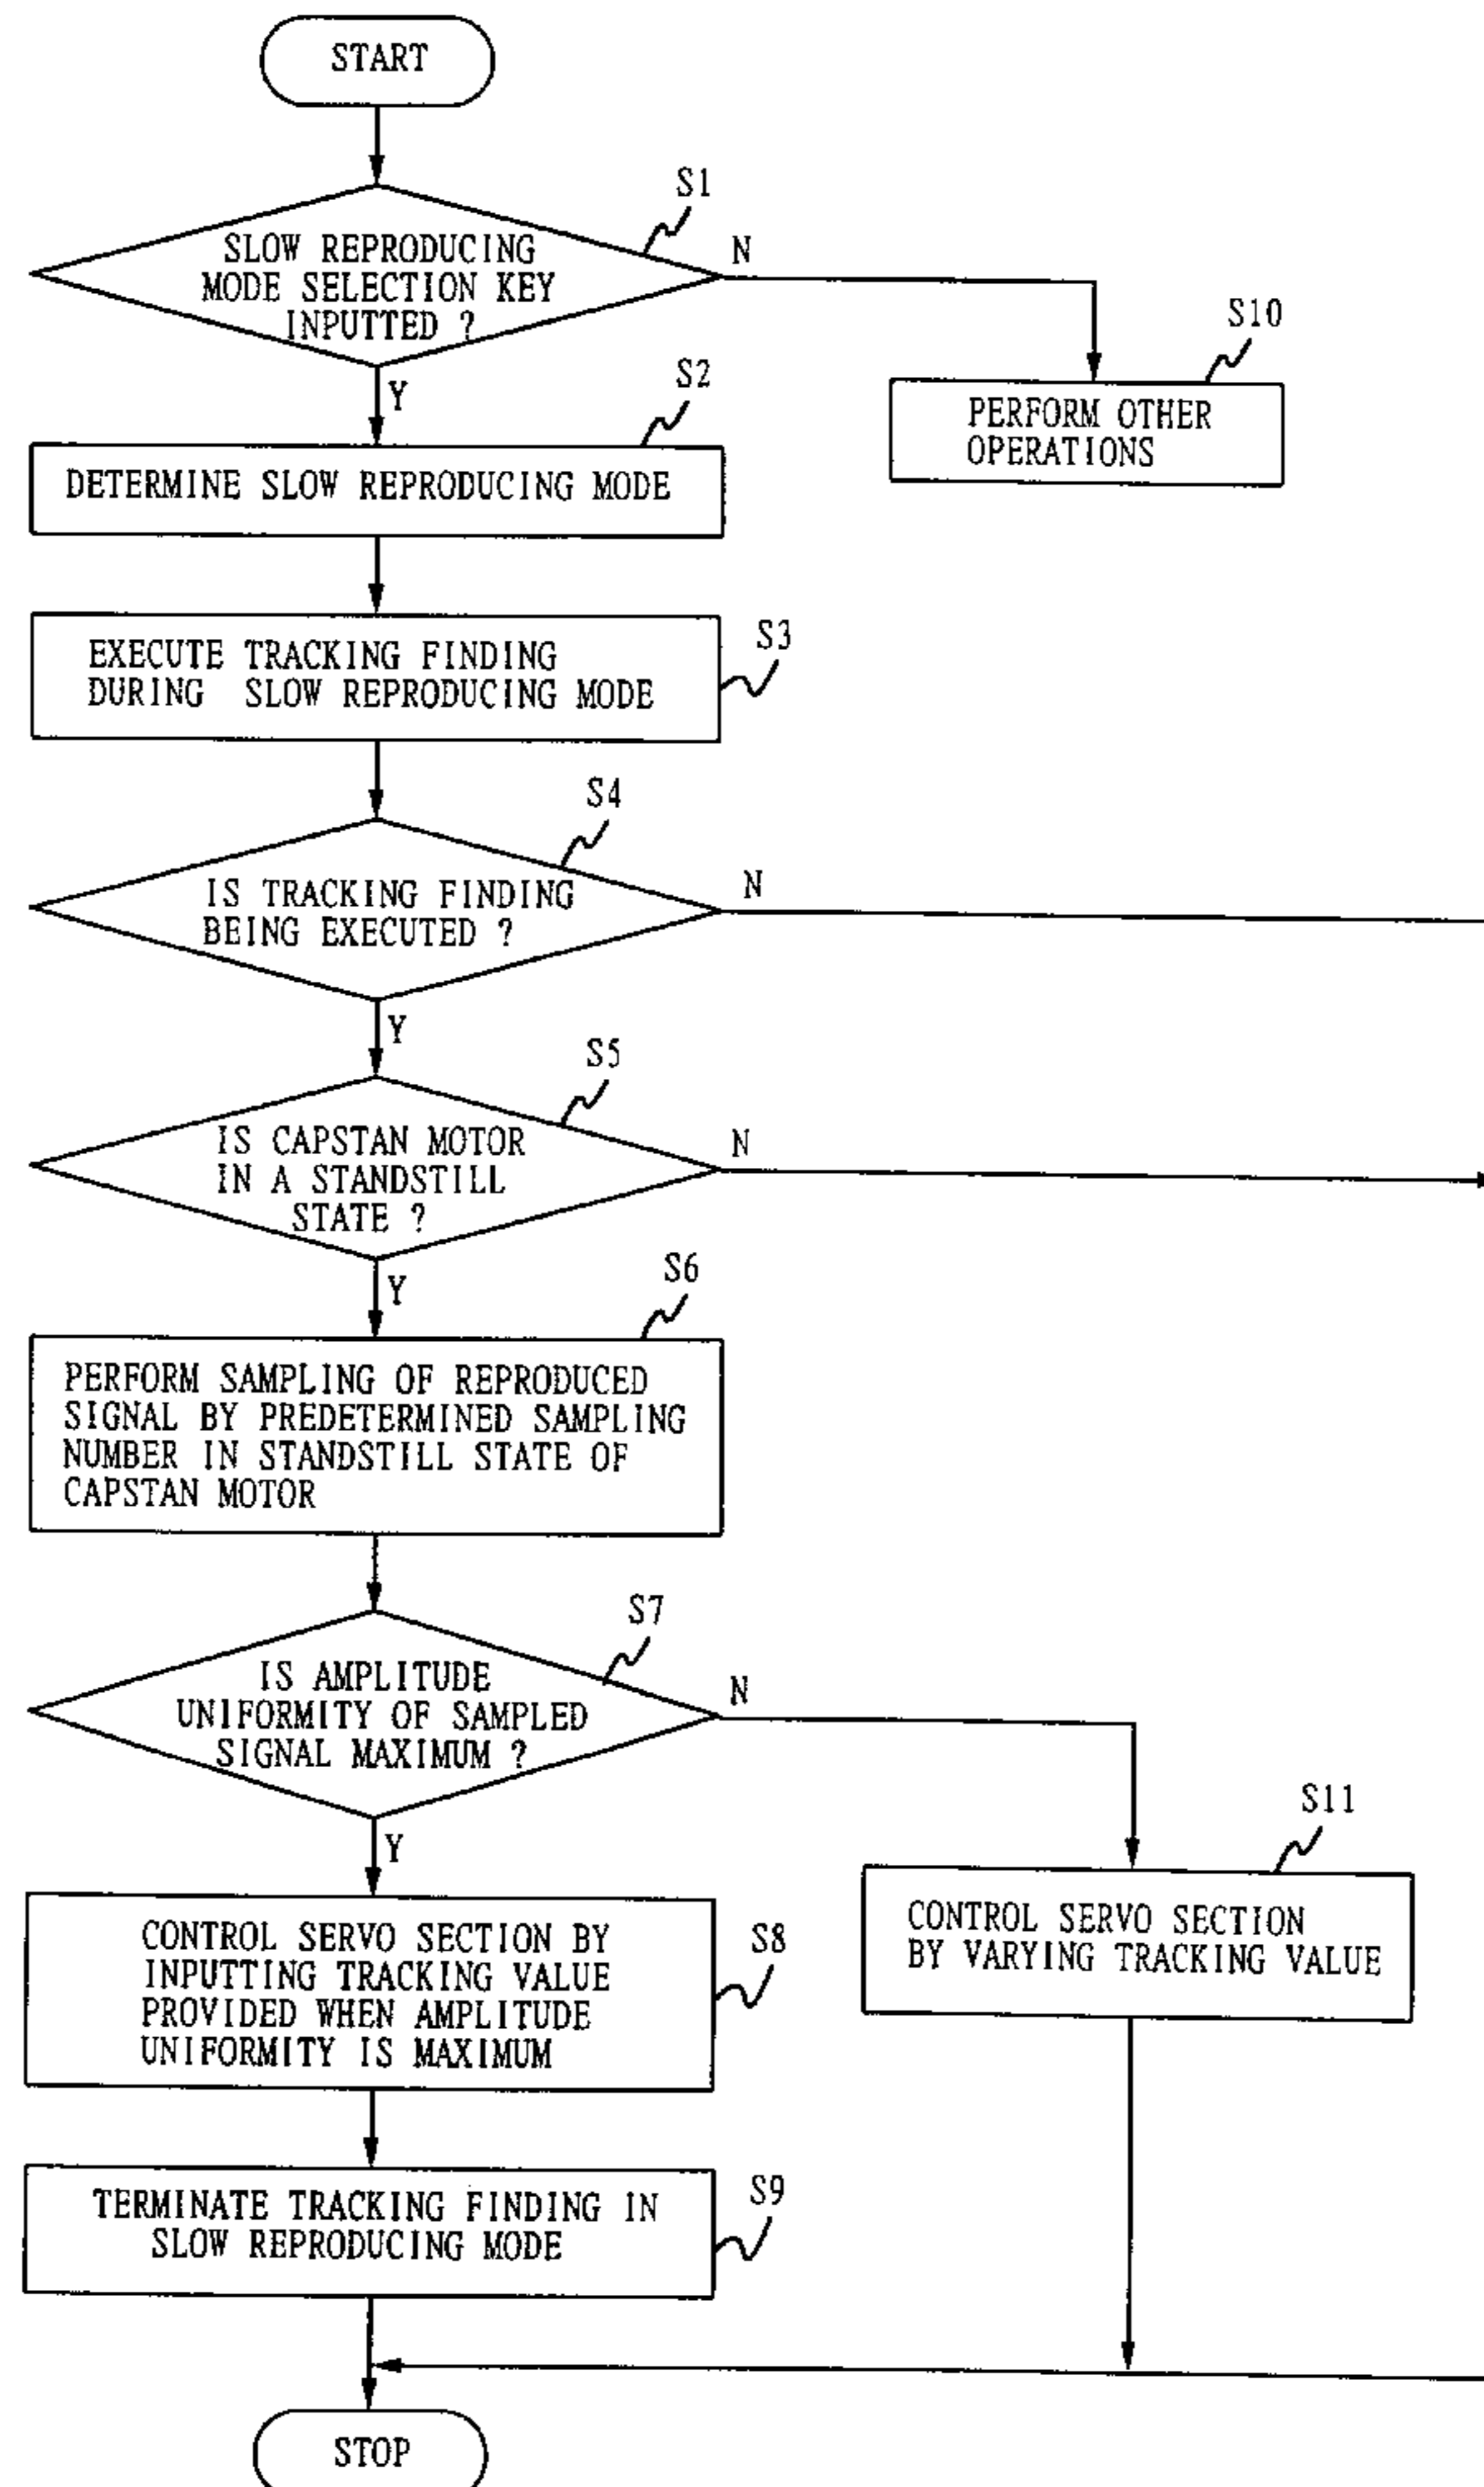 START
S1
SLOW REPRODUCING
MODE SELECTION KEY
INPUTTED ?
N
Y
S10
PERFORM OTHER
OPERATIONS
S2
DETERMINE SLOW REPRODUCING MODE
S3
EXECUTE TRACKING FINDING
DURING SLOW REPRODUCING MODE
S4
IS TRACKING FINDING
BEING EXECUTED ?
N
Y
S5
IS CAPSTAN MOTOR
IN A STANDSTILL
STATE ?
N
Y
S6
PERFORM SAMPLING OF REPRODUCED
SIGNAL BY PREDETERMINED SAMPLING
NUMBER IN STANDSTILL STATE OF
CAPSTAN MOTOR
S7
IS AMPLITUDE
UNIFORMITY OF SAMPLED
SIGNAL MAXIMUM ?
N
Y
S11
CONTROL SERVO SECTION
BY VARYING TRACKING VALUE
S8
CONTROL SERVO SECTION BY
INPUTTING TRACKING VALUE
PROVIDED WHEN AMPLITUDE
UNIFORMITY IS MAXIMUM
S9
TERMINATE TRACKING FINDING IN
SLOW REPRODUCING MODE
STOP